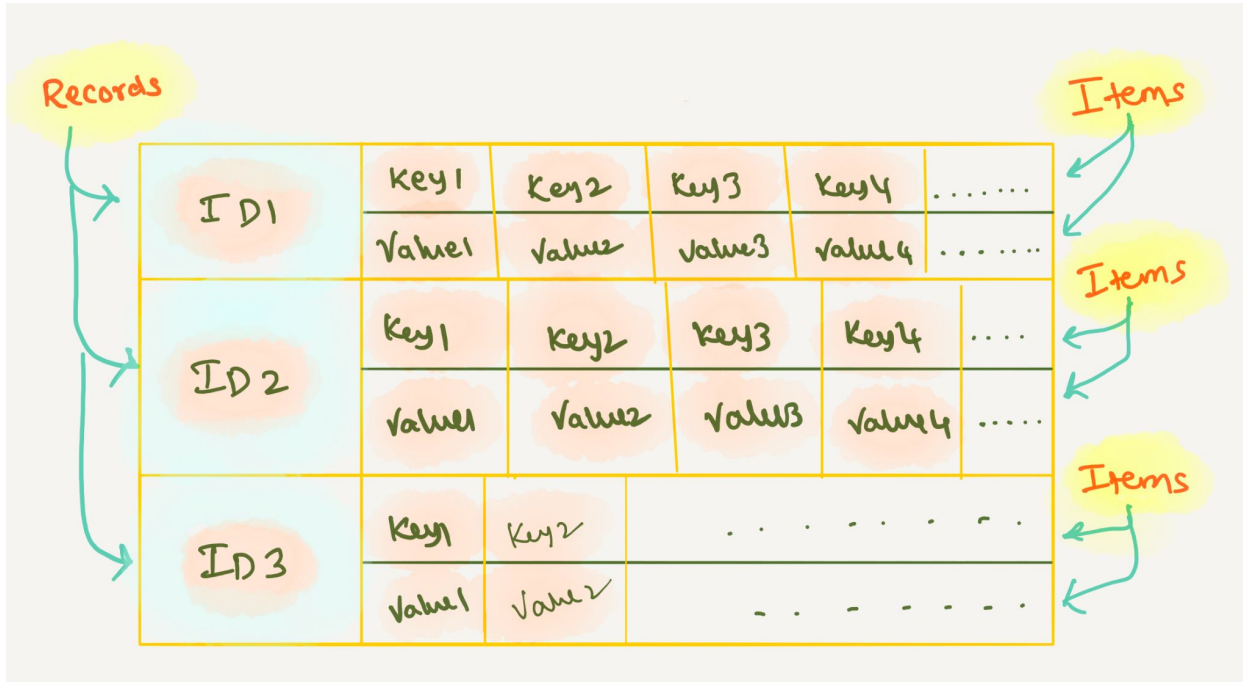 Records
Items
ID1
Key1 Key2 Key3 Key4 .......
Value1 Value2 Value3 Value4 .......
Items
ID2
Key1 Key2 Key3 Key4 ....
Value1 Value2 Value3 Value4 .....
Items
ID3
Key1 Key2 . . . - . . - .
Value1 Value2 - . - - - - -